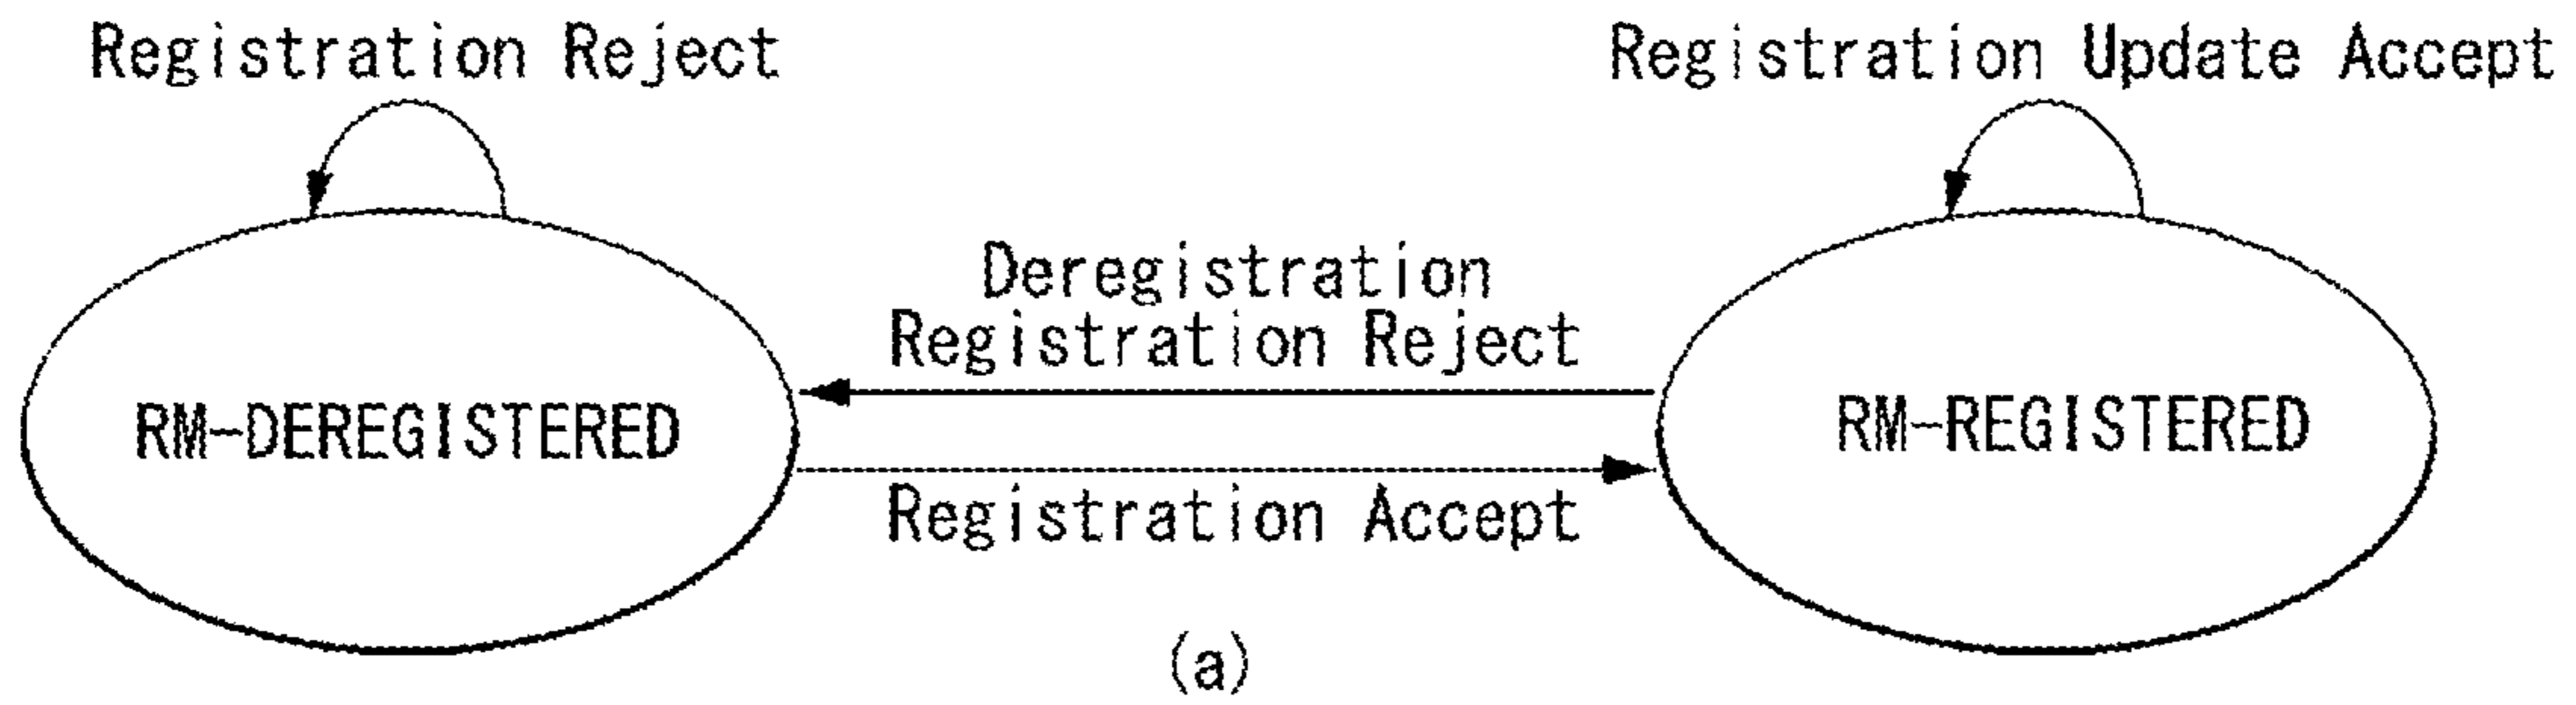 Registration Reject
Registration Update Accept
Deregistration
Registration Reject
RM-DEREGISTERED
RM-REGISTERED
Registration Accept
(a)